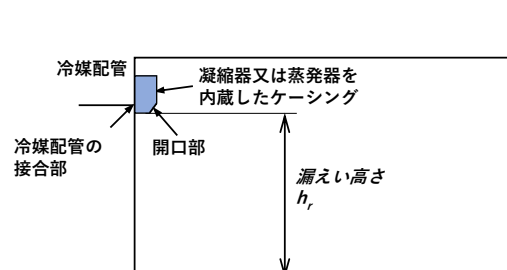 冷媒配管
凝縮器又は蒸発器を
内蔵したケーシング
冷媒配管の
接合部
開口部
漏えい高さ
hr